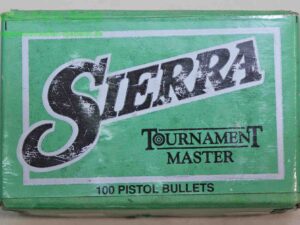 SIERRA
TOURNAMENT
MASTER
100 PISTOL BULLETS